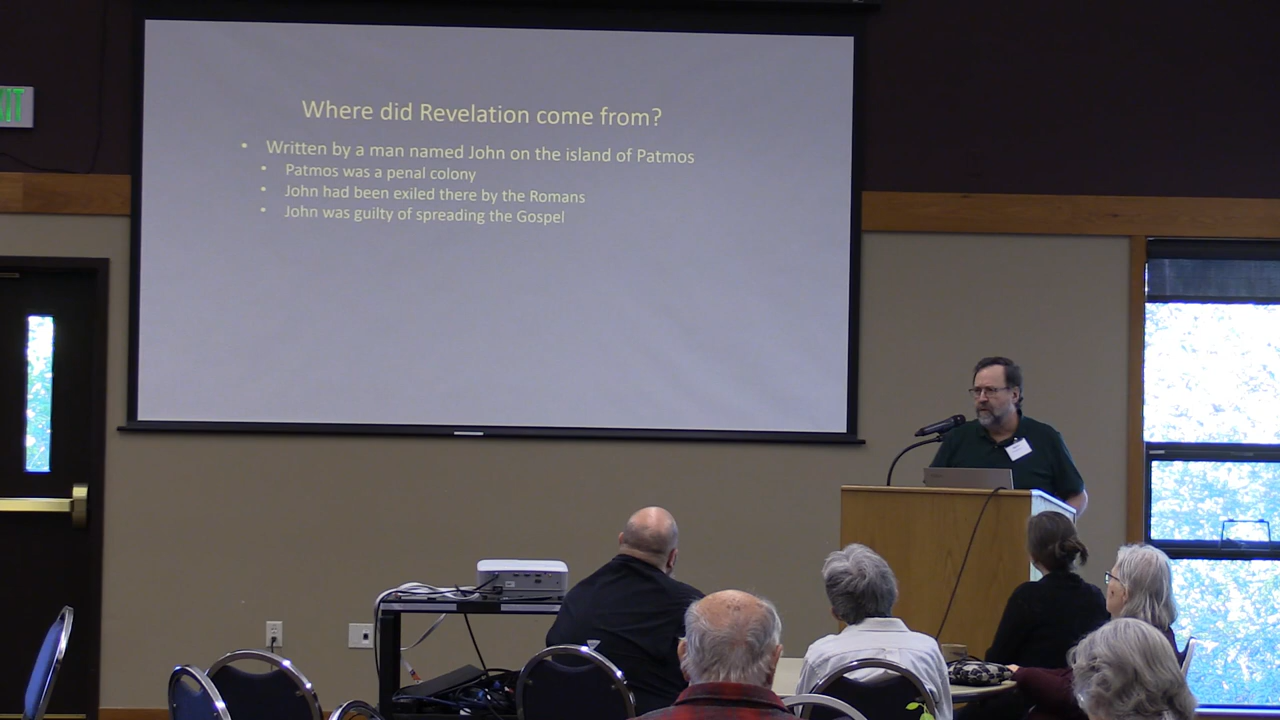 Where did Revelation come from?
• Written by a man named John on the island of Patmos
• Patmos was a penal colony
• John had been exiled there by the Romans
• John was guilty of spreading the Gospel